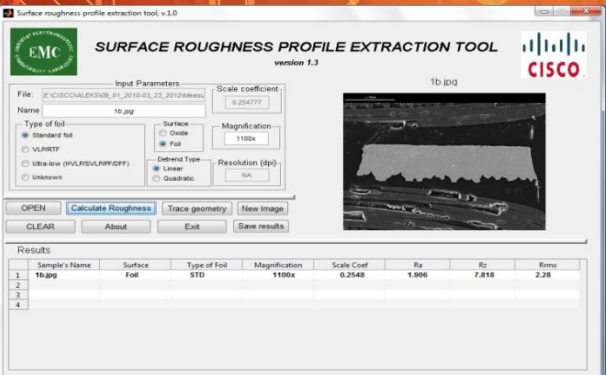 Surface roughness profile extraction tool, v.1.0
EMC
SURFACE ROUGHNESS PROFILE EXTRACTION TOOL
version 1.3
CISCO
Input Parameters
File:
Name 1b.jpg
Type of foil
Standard foil
VLP/RTF
Ultra-low (HVLP/SVLP/PF/DFF)
Unknown
Surface
Oxide
Foil
Detrend Type
Linear
Quadratic
Scale coefficient
0.254777
Magnification
1100x
Resolution (dpi)
NA
1b.jpg
OPEN Calculate Roughness Trace geometry New Image
CLEAR About Exit Save results
Results
Sample's Name Surface Type of Foil Magnification Scale Coef Ra Rz Rrms
1 1b.jpg Foil STD 1100x 0.2548 1.906 7.818 2.28
2
3
4